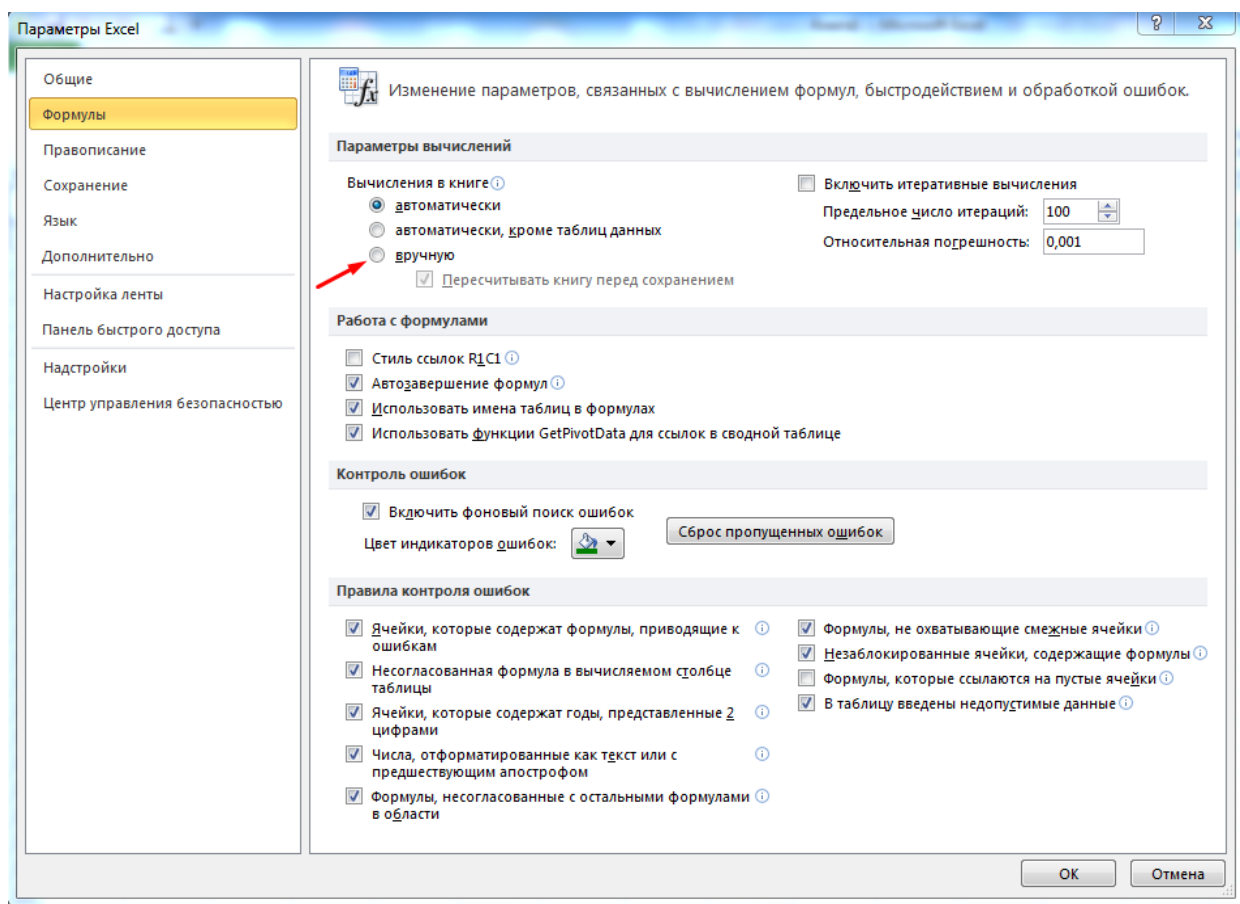 Параметры Excel
Общие
Формулы
Правописание
Сохранение
Язык
Дополнительно
Настройка ленты
Панель быстрого доступа
Надстройки
Центр управления безопасностью
Изменение параметров, связанных с вычислением формул, быстродействием и обработкой ошибок.
Параметры вычислений
Вычисления в книге
автоматически
автоматически, кроме таблиц данных
вручную
Пересчитывать книгу перед сохранением
Включить итеративные вычисления
Предельное число итераций: 100
Относительная погрешность: 0,001
Работа с формулами
Стиль ссылок R1C1
Автозавершение формул
Использовать имена таблиц в формулах
Использовать функции GetPivotData для ссылок в сводной таблице
Контроль ошибок
Включить фоновый поиск ошибок
Цвет индикаторов ошибок:
Сброс пропущенных ошибок
Правила контроля ошибок
Ячейки, которые содержат формулы, приводящие к
ошибкам
Несогласованная формула в вычисляемом столбце
таблицы
Ячейки, которые содержат годы, представленные 2
цифрами
Числа, отформатированные как текст или с
предшествующим апострофом
Формулы, несогласованные с остальными формулами
в области
Формулы, не охватывающие смежные ячейки
Незаблокированные ячейки, содержащие формулы
Формулы, которые ссылаются на пустые ячейки
В таблицу введены недопустимые данные
ОК
Отмена